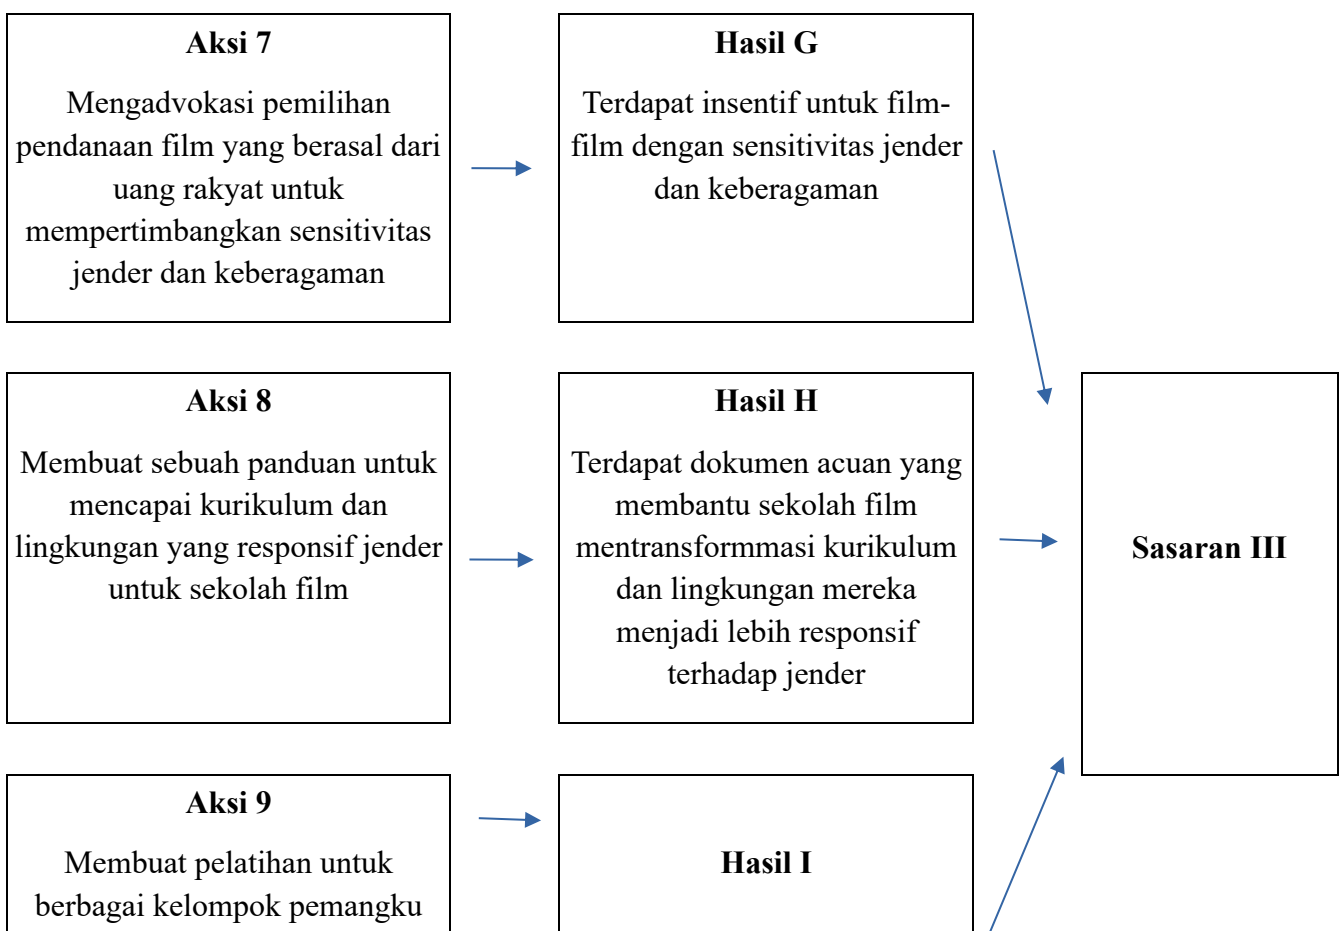 Aksi 7
Mengadvokasi pemilihan
pendanaan film yang berasal dari
uang rakyat untuk
mempertimbangkan sensitivitas
jender dan keberagaman
Hasil G
Terdapat insentif untuk film-
film dengan sensitivitas jender
dan keberagaman
Aksi 8
Membuat sebuah panduan untuk
mencapai kurikulum dan
lingkungan yang responsif jender
untuk sekolah film
Hasil H
Terdapat dokumen acuan yang
membantu sekolah film
mentransformmasi kurikulum
dan lingkungan mereka
menjadi lebih responsif
terhadap jender
Sasaran III
Aksi 9
Membuat pelatihan untuk
berbagai kelompok pemangku
Hasil I